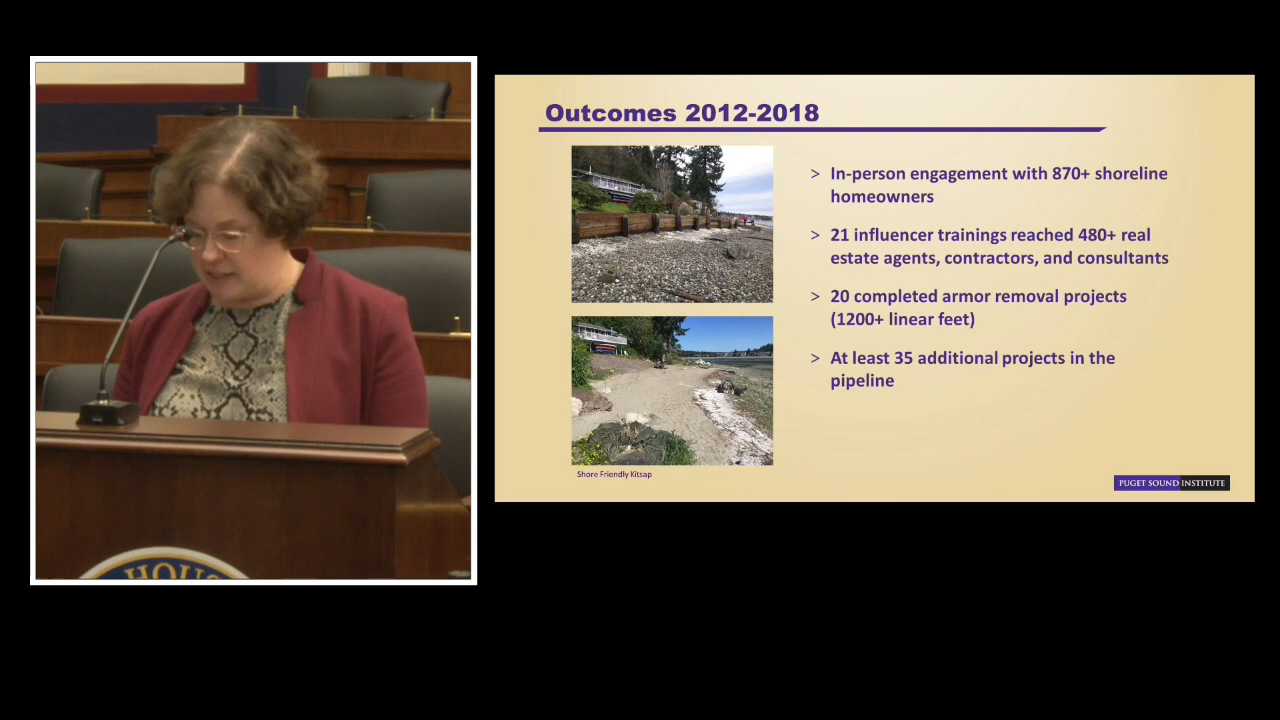 Outcomes 2012-2018
> In-person engagement with 870+ shoreline
homeowners
> 21 influencer trainings reached 480+ real
estate agents, contractors, and consultants
> 20 completed armor removal projects
(1200+ linear feet)
> At least 35 additional projects in the
pipeline
Shore Friendly Kitsap
PUGET SOUND INSTITUTE